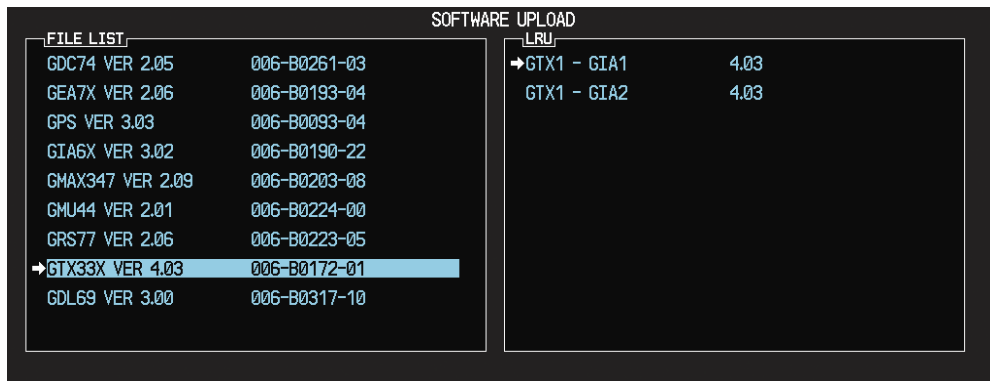 SOFTWARE UPLOAD
FILE LIST
GDC74 VER 2.05 006-B0261-03
GEA7X VER 2.06 006-B0193-04
GPS VER 3.03 006-B0093-04
GIA6X VER 3.02 006-B0190-22
GMAX347 VER 2.09 006-B0203-08
GMU44 VER 2.01 006-B0224-00
GRS77 VER 2.06 006-B0223-05
GTX33X VER 4.03 006-B0172-01
GDL69 VER 3.00 006-B0317-10
LRU
GTX1 - GIA1 4.03
GTX1 - GIA2 4.03